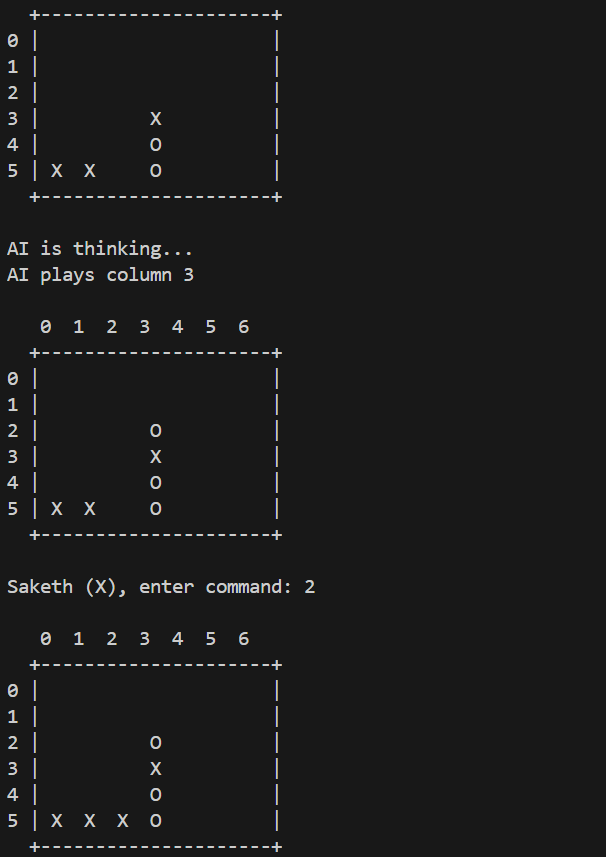 +---------------------+
0 |                     |
1 |                     |
2 |                     |
3 |          X          |
4 |          O          |
5 | X  X     O          |
  +---------------------+

AI is thinking...
AI plays column 3

   0  1  2  3  4  5  6
  +---------------------+
0 |                     |
1 |                     |
2 |          O          |
3 |          X          |
4 |          O          |
5 | X  X     O          |
  +---------------------+

Saketh (X), enter command: 2

   0  1  2  3  4  5  6
  +---------------------+
0 |                     |
1 |                     |
2 |          O          |
3 |          X          |
4 |          O          |
5 | X  X  X  O          |
  +---------------------+